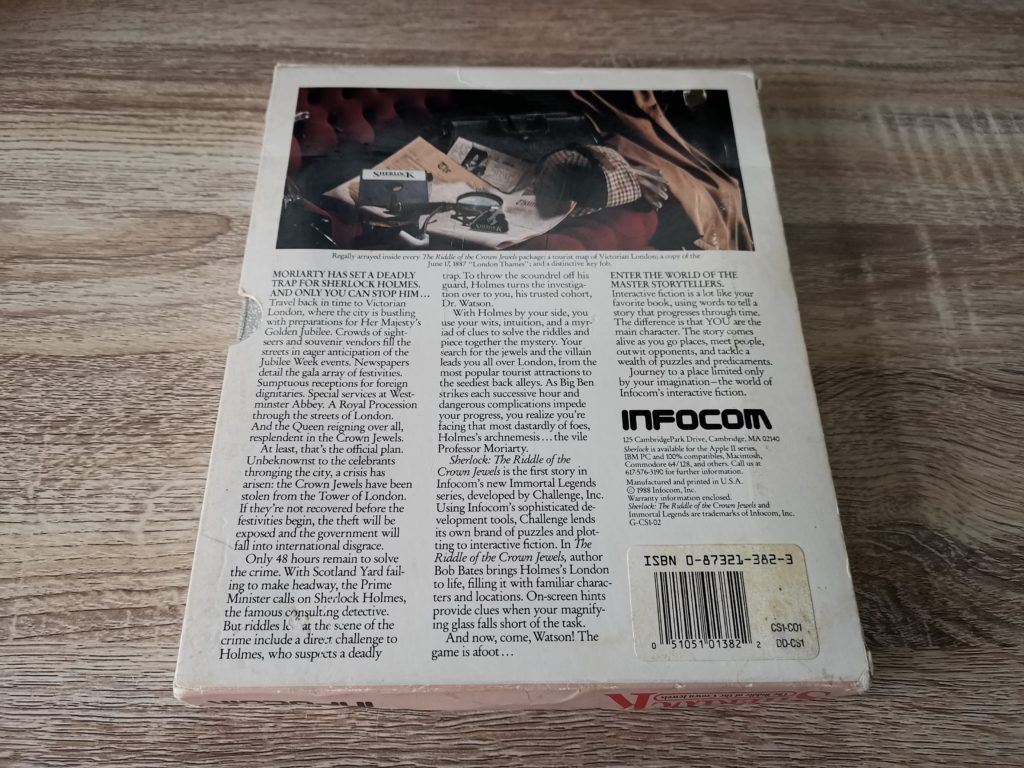 SHERLOCK
SHERLOCK
Regally arrayed inside every The Riddle of the Crown Jewels package: a tourist map of Victorian London; a copy of the
June 17, 1887 "London Thames"; and a distinctive key fob.
MORIARTY HAS SET A DEADLY
TRAP FOR SHERLOCK HOLMES.
AND ONLY YOU CAN STOP HIM...
Travel back in time to Victorian
London, where the city is bustling
with preparations for Her Majesty's
Golden Jubilee. Crowds of sight-
seers and souvenir vendors fill the
streets in eager anticipation of the
Jubilee Week events. Newspapers
detail the gala array of festivities.
Sumptuous receptions for foreign
dignitaries. Special services at West-
minster Abbey. A Royal Procession
through the streets of London.
And the Queen reigning over all,
resplendent in the Crown Jewels.
At least, that's the official plan.
Unbeknownst to the celebrants
thronging the city, a crisis has
arisen: the Crown Jewels have been
stolen from the Tower of London.
If they're not recovered before the
festivities begin, the theft will be
exposed and the government will
fall into international disgrace.
Only 48 hours remain to solve
the crime. With Scotland Yard fail-
ing to make headway, the Prime
Minister calls on Sherlock Holmes,
the famous consulting detective.
But riddles at the scene of the
crime include a direct challenge to
Holmes, who suspects a deadly
trap. To throw the scoundrel off his
guard, Holmes turns the investiga-
tion over to you, his trusted cohort,
Dr. Watson.
With Holmes by your side, you
use your wits, intuition, and a myr-
iad of clues to solve the riddles and
piece together the mystery. Your
search for the jewels and the villain
leads you all over London, from the
most popular tourist attractions to
the seediest back alleys. As Big Ben
strikes each successive hour and
dangerous complications impede
your progress, you realize you're
facing that most dastardly of foes,
Holmes's archnemesis...the vile
Professor Moriarty.
Sherlock: The Riddle of the
Crown Jewels is the first story in
Infocom's new Immortal Legends
series, developed by Challenge, Inc.
Using Infocom's sophisticated de-
velopment tools, Challenge lends
its own brand of puzzles and plot-
ting to interactive fiction. In The
Riddle of the Crown Jewels, author
Bob Bates brings Holmes's London
to life, filling it with familiar charac-
ters and locations. On-screen hints
provide clues when your magnify-
ing glass falls short of the task.
And now, come, Watson! The
game is afoot...
ENTER THE WORLD OF THE
MASTER STORYTELLERS.
Interactive fiction is a lot like your
favorite book, using words to tell a
story that progresses through time.
The difference is that YOU are the
main character. The story comes
alive as you go places, meet people,
outwit opponents, and tackle a
wealth of puzzles and predicaments.
Journey to a place limited only
by your imagination—the world of
Infocom's interactive fiction.
INFOCOM
125 CambridgePark Drive, Cambridge, MA 02140
Sherlock is available for the Apple II series,
IBM PC and 100% compatibles, Macintosh,
Commodore 64/128, and others. Call us at
617-576-3190 for further information.
Manufactured and printed in U.S.A.
© 1988 Infocom, Inc.
Warranty information enclosed.
Sherlock: The Riddle of the Crown Jewels and
Immortal Legends are trademarks of Infocom, Inc.
G-CS1-02
ISBN 0-87321-382-3
0 51051 01382 2
CS1-CO1
DD-CS1
The Riddle of the Crown Jewels